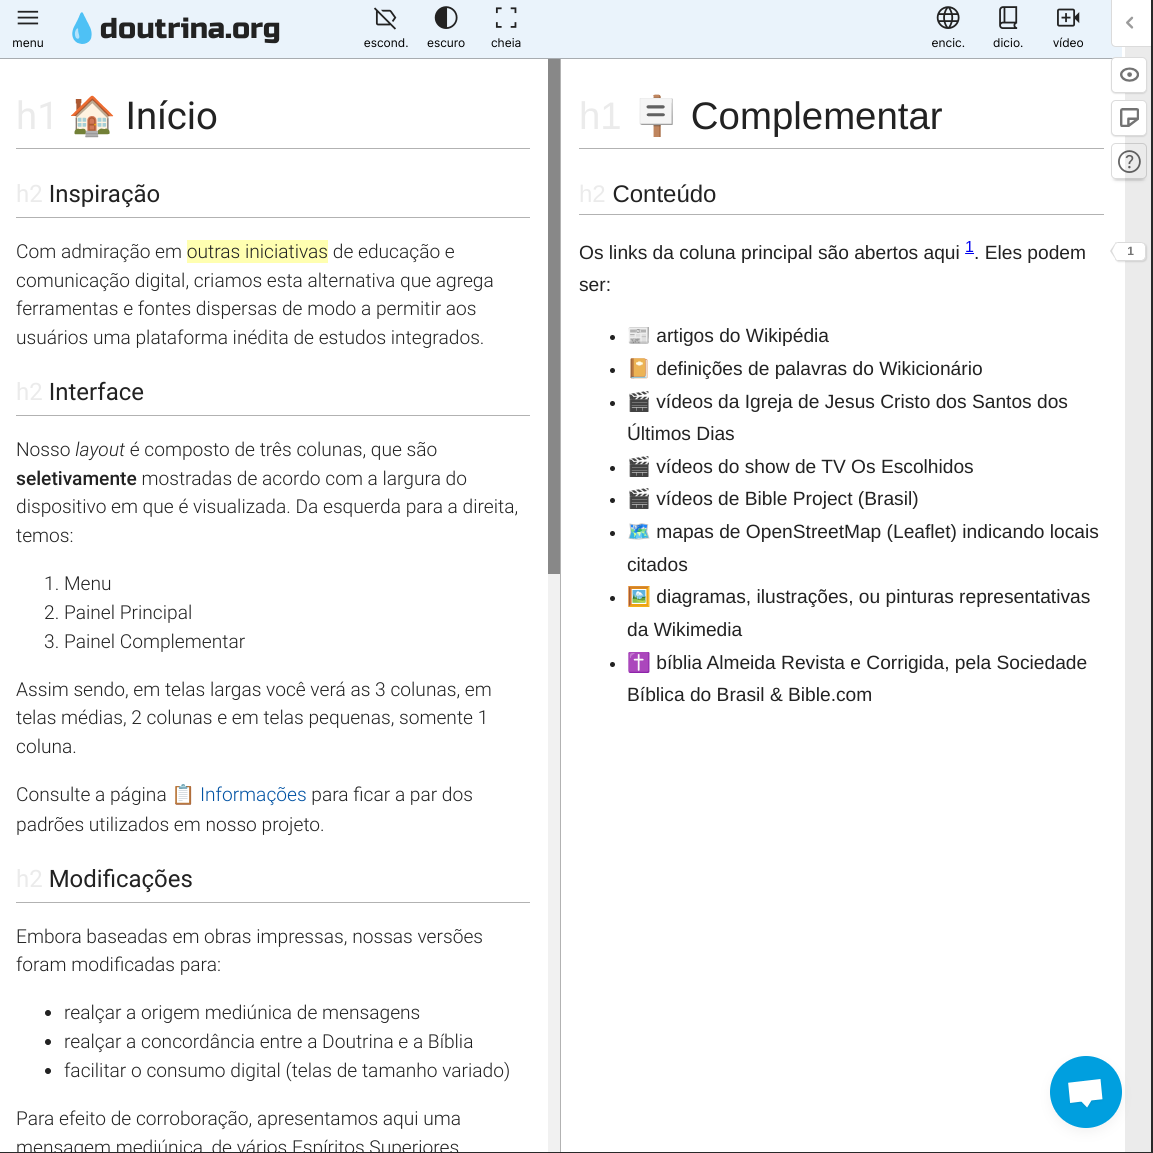 menu
doutrina.org
escond.
escuro
cheia
encic.
dicio.
vídeo
h1 Início
h2 Inspiração
Com admiração em outras iniciativas de educação e
comunicação digital, criamos esta alternativa que agrega
ferramentas e fontes dispersas de modo a permitir aos
usuários uma plataforma inédita de estudos integrados.
h2 Interface
Nosso layout é composto de três colunas, que são
seletivamente mostradas de acordo com a largura do
dispositivo em que é visualizada. Da esquerda para a direita,
temos:
1. Menu
2. Painel Principal
3. Painel Complementar
Assim sendo, em telas largas você verá as 3 colunas, em
telas médias, 2 colunas e em telas pequenas, somente 1
coluna.
Consulte a página 📋 Informações para ficar a par dos
padrões utilizados em nosso projeto.
h2 Modificações
Embora baseadas em obras impressas, nossas versões
foram modificadas para:
• realçar a origem mediúnica de mensagens
• realçar a concordância entre a Doutrina e a Bíblia
• facilitar o consumo digital (telas de tamanho variado)
Para efeito de corroboração, apresentamos aqui uma
mensagem mediúnica, de vários Espíritos Superiores
h1 Complementar
h2 Conteúdo
Os links da coluna principal são abertos aqui 1. Eles podem
ser:
• 📰 artigos do Wikipédia
• 📔 definições de palavras do Wikicionário
• 🎬 vídeos da Igreja de Jesus Cristo dos Santos dos
Últimos Dias
• 🎬 vídeos do show de TV Os Escolhidos
• 🎬 vídeos de Bible Project (Brasil)
• 🗺️ mapas de OpenStreetMap (Leaflet) indicando locais
citados
• 🖼️ diagramas, ilustrações, ou pinturas representativas
da Wikimedia
• ✝️ bíblia Almeida Revista e Corrigida, pela Sociedade
Bíblica do Brasil & Bible.com
1